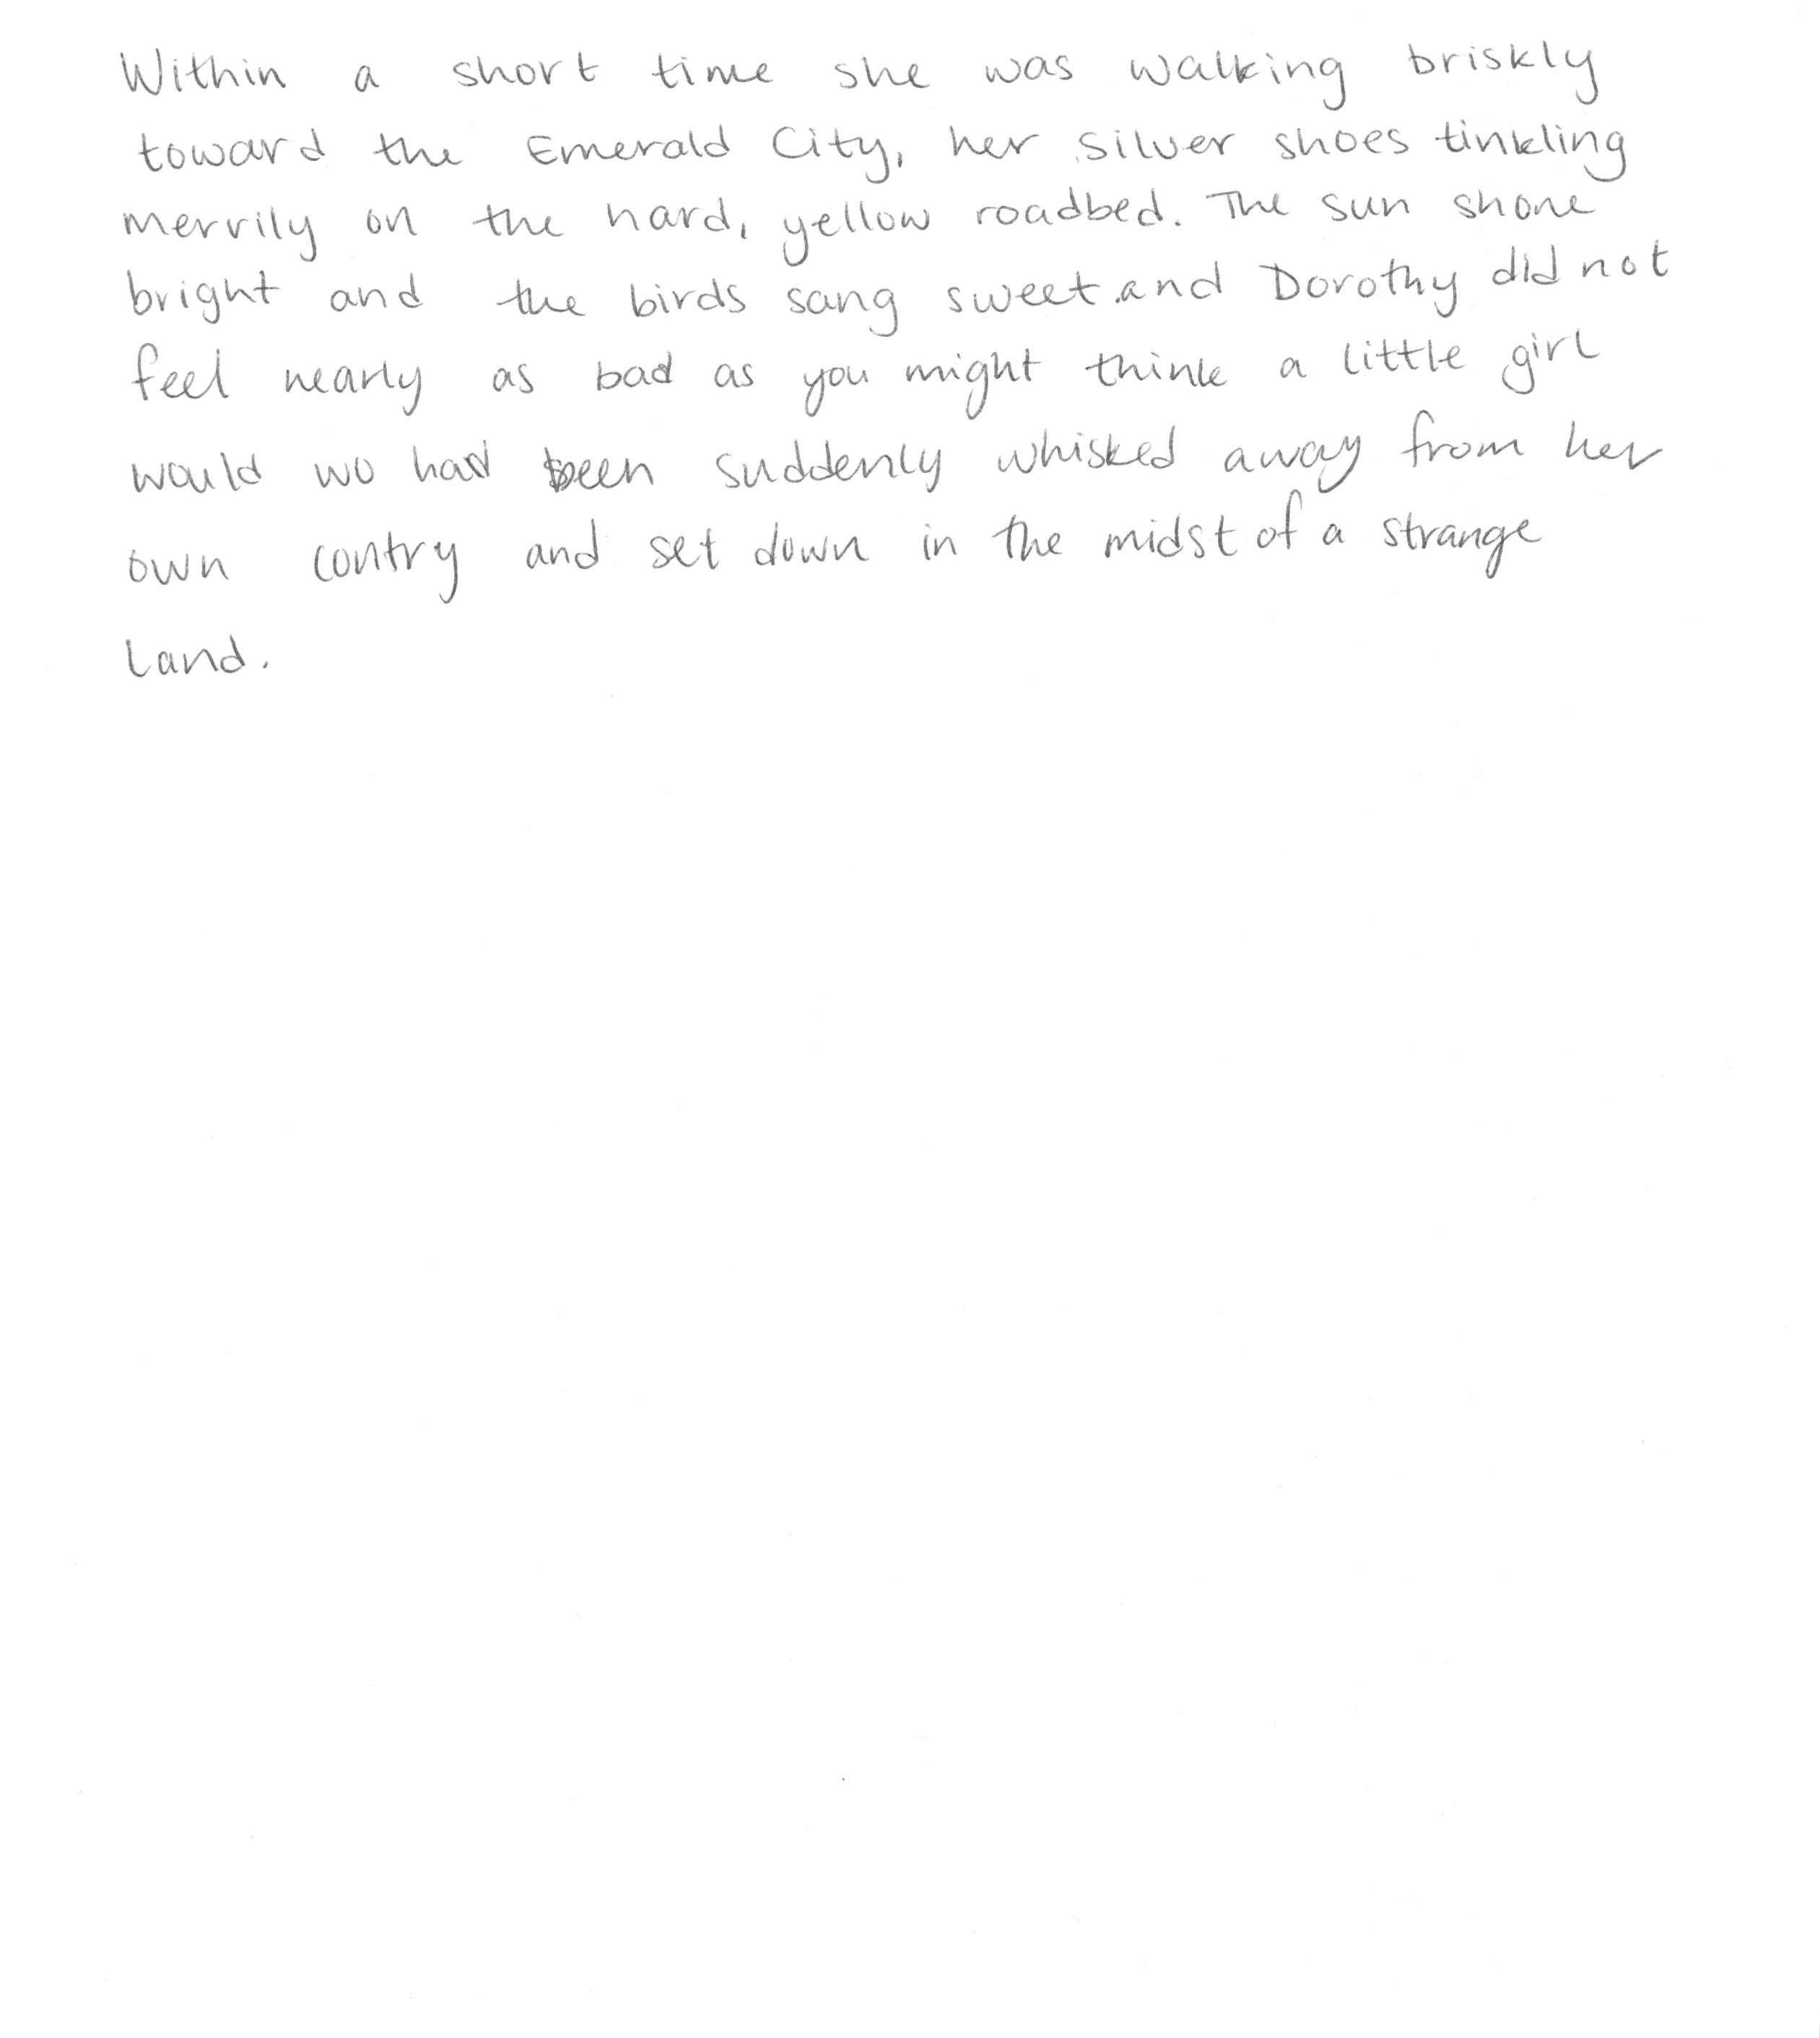 Within a short time she was walking briskly
toward the Emerald City, her silver shoes tinkling
merrily on the hard, yellow roadbed. The sun shone
bright and the birds sang sweet.and Dorothy did not
feel nearly as bad as you might think a little girl
would wo had been suddenly whisked away from her
own contry and set down in the midst of a strange
land.